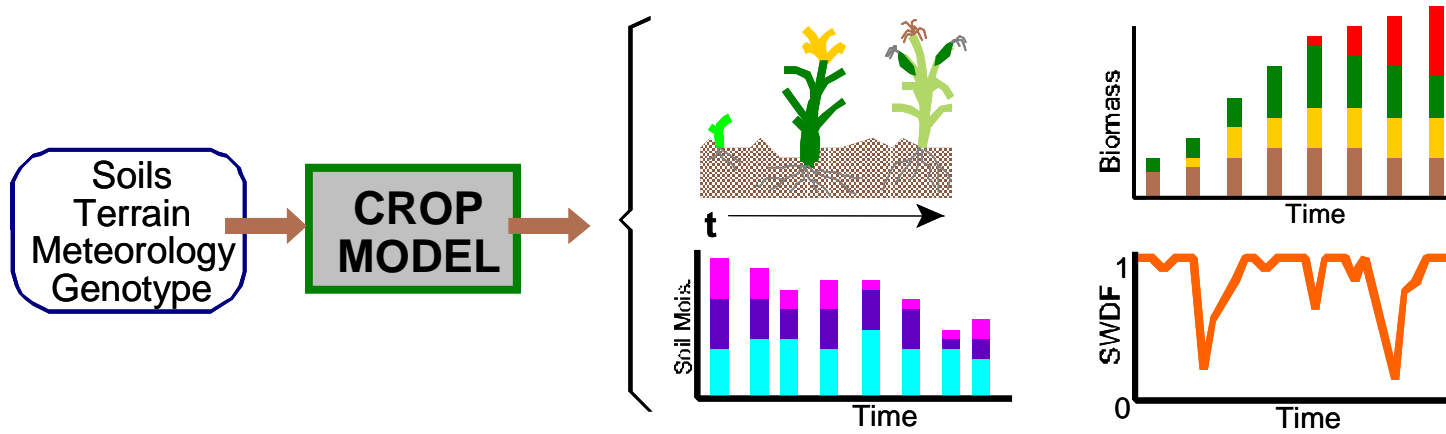 Soils
Terrain
Meteorology
Genotype
CROP
MODEL
t
Soil Mois.
Time
Biomass
Time
1
SWDF
0
Time